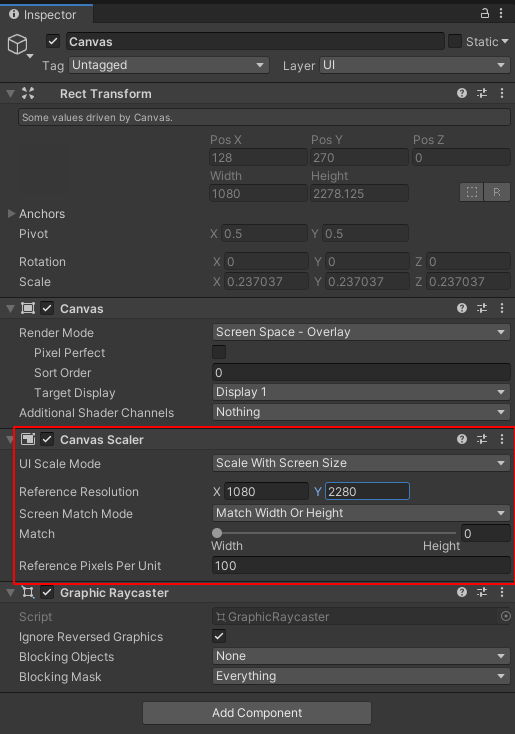 Inspector
Canvas
Static
Tag Untagged Layer UI
Rect Transform
Some values driven by Canvas.
Pos X Pos Y Pos Z
128 270 0
Width Height
1080 2278.125
R
Anchors
Pivot X 0.5 Y 0.5
Rotation X 0 Y 0 Z 0
Scale X 0.237037 Y 0.237037 Z 0.237037
Canvas
Render Mode Screen Space - Overlay
Pixel Perfect
Sort Order 0
Target Display Display 1
Additional Shader Channels Nothing
Canvas Scaler
UI Scale Mode Scale With Screen Size
Reference Resolution X 1080 Y 2280
Screen Match Mode Match Width Or Height
Match 0
Width Height
Reference Pixels Per Unit 100
Graphic Raycaster
Script GraphicRaycaster
Ignore Reversed Graphics
Blocking Objects None
Blocking Mask Everything
Add Component